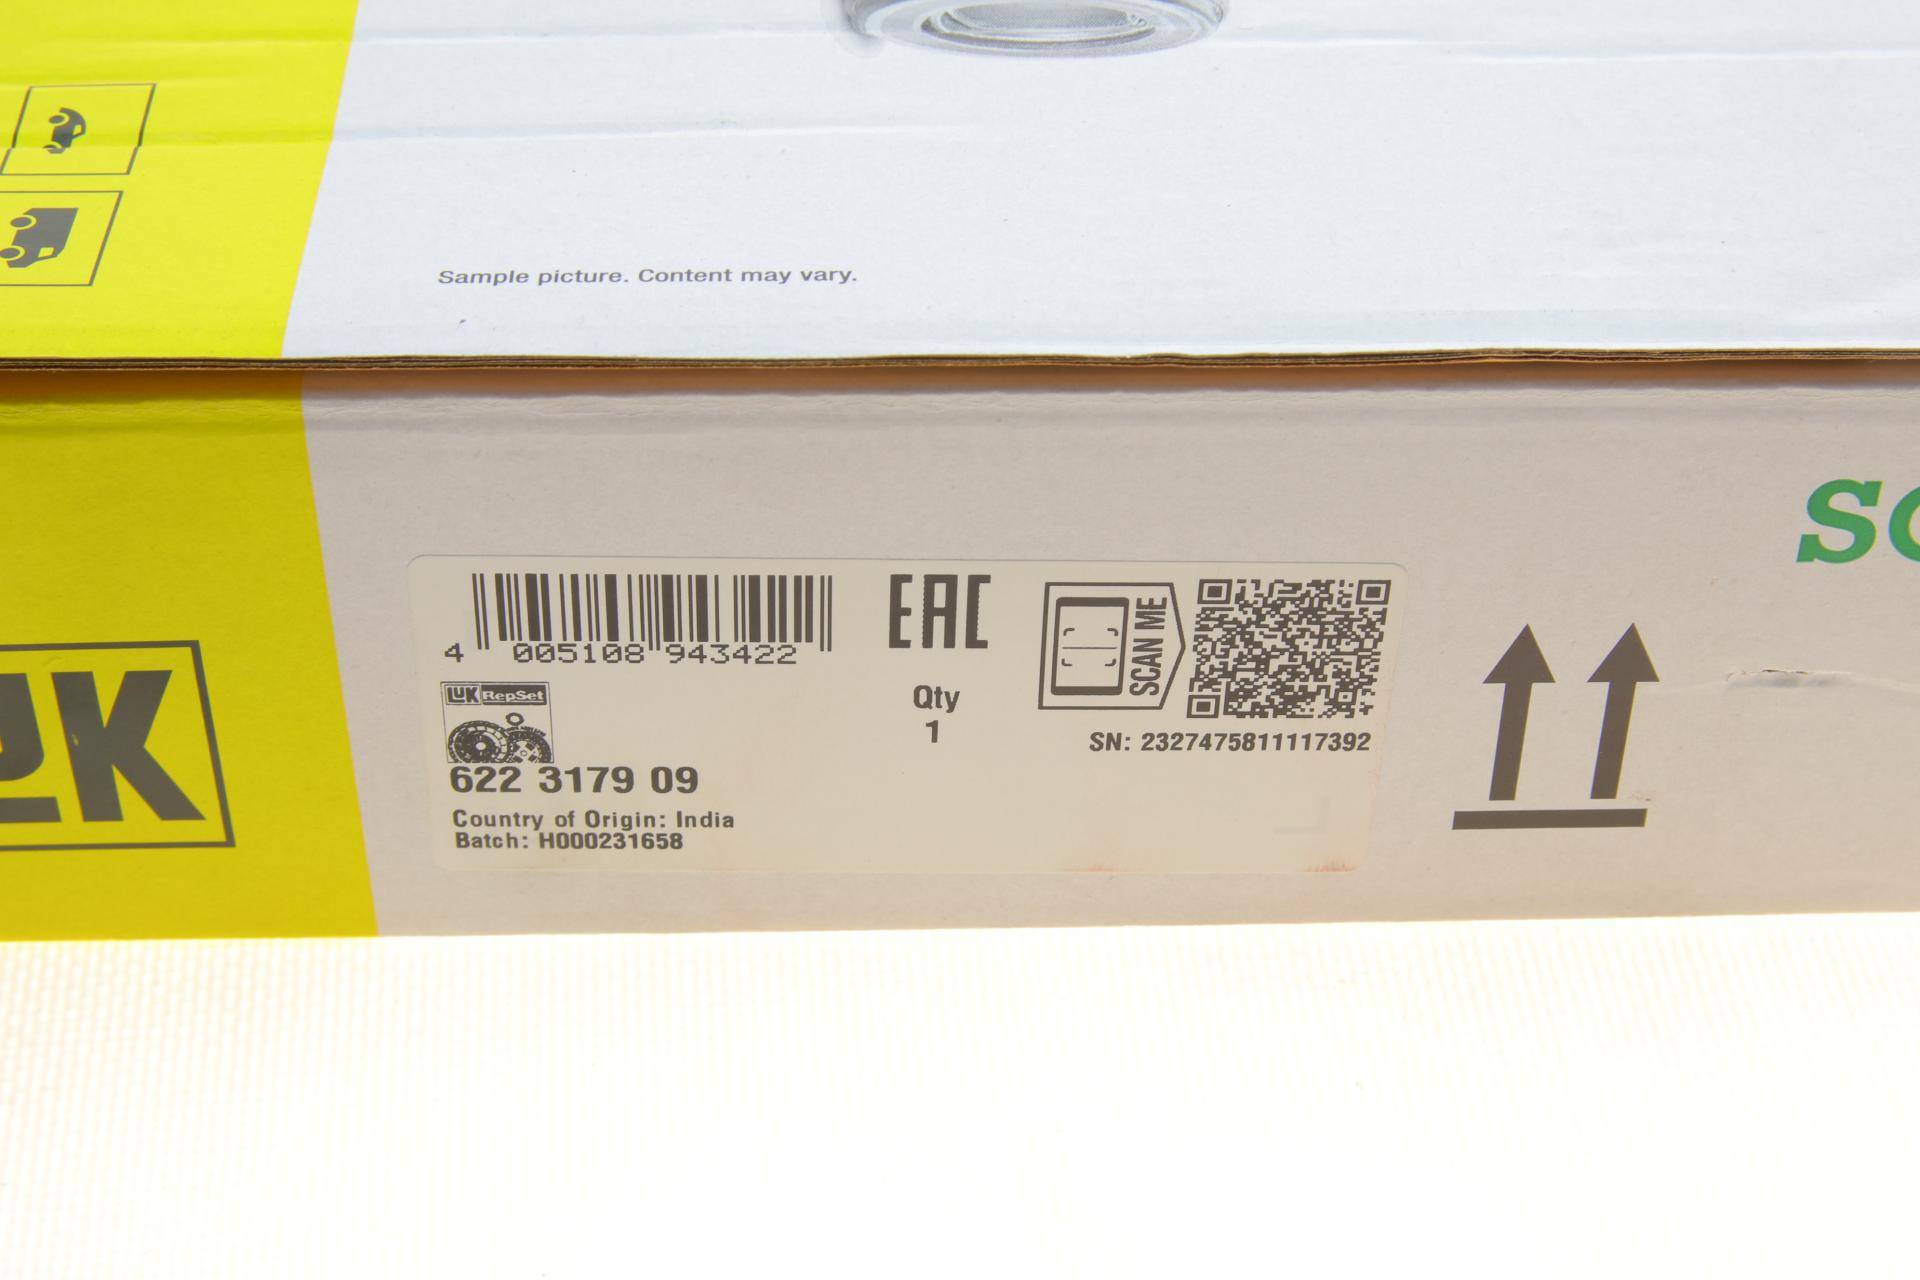 Sample picture. Content may vary.
LUK
4 005108 943422
EAC
SCAN ME
LUK RepSet
Qty
1
SN: 2327475811117392
622 3179 09
Country of Origin: India
Batch: H000231658